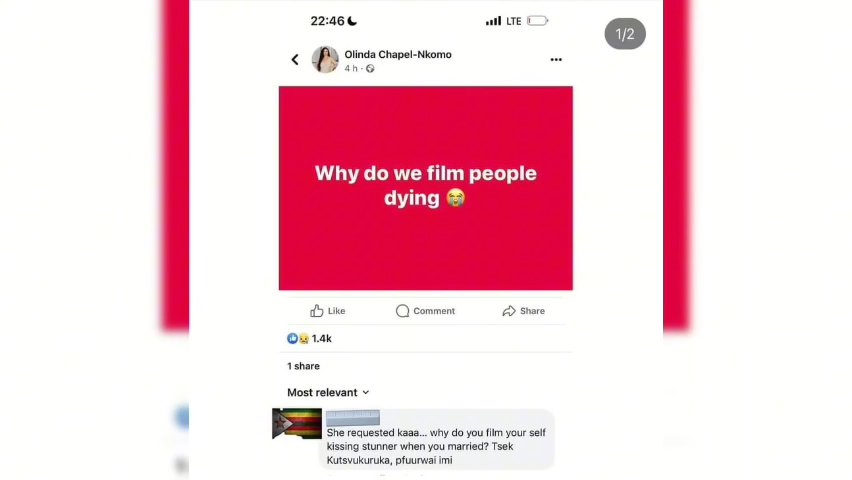 22:46
LTE
1/2
Olinda Chapel-Nkomo
4 h ·
Why do we film people
dying 😭
Like
Comment
Share
1.4k
1 share
Most relevant
She requested kaaa... why do you film your self
kissing stunner when you married? Tsek
Kutsvukuruka, pfuurwai imi